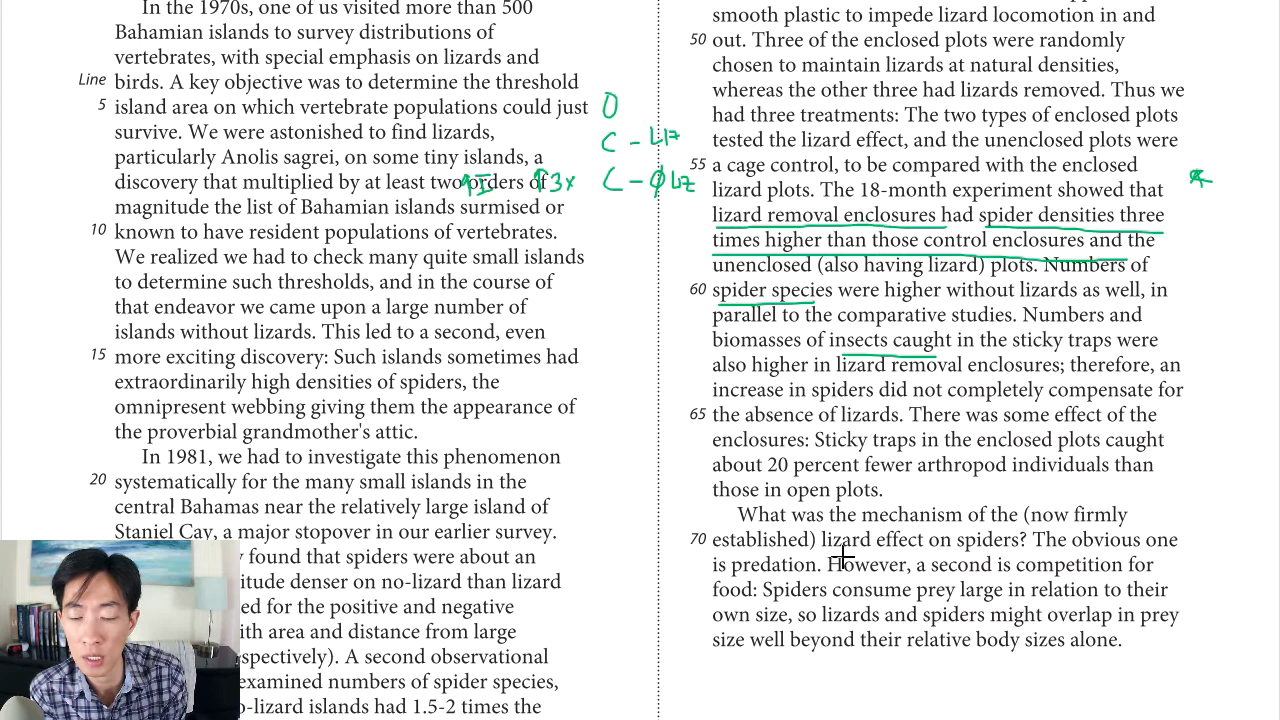 In the 1970s, one of us visited more than 500
Bahamian islands to survey distributions of
vertebrates, with special emphasis on lizards and
Line birds. A key objective was to determine the threshold
5 island area on which vertebrate populations could just
survive. We were astonished to find lizards,
particularly Anolis sagrei, on some tiny islands, a
discovery that multiplied by at least two orders of
magnitude the list of Bahamian islands surmised or
10 known to have resident populations of vertebrates.
We realized we had to check many quite small islands
to determine such thresholds, and in the course of
that endeavor we came upon a large number of
islands without lizards. This led to a second, even
15 more exciting discovery: Such islands sometimes had
extraordinarily high densities of spiders, the
omnipresent webbing giving them the appearance of
the proverbial grandmother's attic.
In 1981, we had to investigate this phenomenon
20 systematically for the many small islands in the
central Bahamas near the relatively large island of
Staniel Cay, a major stopover in our earlier survey.
found that spiders were about an
itude denser on no-lizard than lizard
ed for the positive and negative
ith area and distance from large
spectively). A second observational
examined numbers of spider species,
o-lizard islands had 1.5-2 times the
O
C - Liz
↑I ↑3x C - φ Liz
smooth plastic to impede lizard locomotion in and
50 out. Three of the enclosed plots were randomly
chosen to maintain lizards at natural densities,
whereas the other three had lizards removed. Thus we
had three treatments: The two types of enclosed plots
tested the lizard effect, and the unenclosed plots were
55 a cage control, to be compared with the enclosed
lizard plots. The 18-month experiment showed that
lizard removal enclosures had spider densities three
times higher than those control enclosures and the
unenclosed (also having lizard) plots. Numbers of
60 spider species were higher without lizards as well, in
parallel to the comparative studies. Numbers and
biomasses of insects caught in the sticky traps were
also higher in lizard removal enclosures; therefore, an
increase in spiders did not completely compensate for
65 the absence of lizards. There was some effect of the
enclosures: Sticky traps in the enclosed plots caught
about 20 percent fewer arthropod individuals than
those in open plots.
What was the mechanism of the (now firmly
70 established) lizard effect on spiders? The obvious one
is predation. However, a second is competition for
food: Spiders consume prey large in relation to their
own size, so lizards and spiders might overlap in prey
size well beyond their relative body sizes alone.